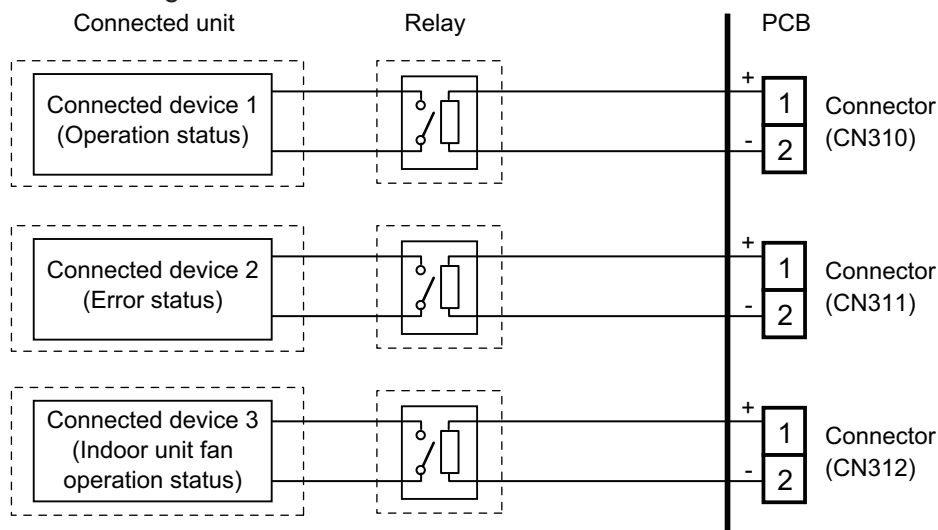 Connected unit
Relay
PCB
Connected device 1
(Operation status)
+
1
-
2
Connector
(CN310)
Connected device 2
(Error status)
+
1
-
2
Connector
(CN311)
Connected device 3
(Indoor unit fan
operation status)
+
1
-
2
Connector
(CN312)